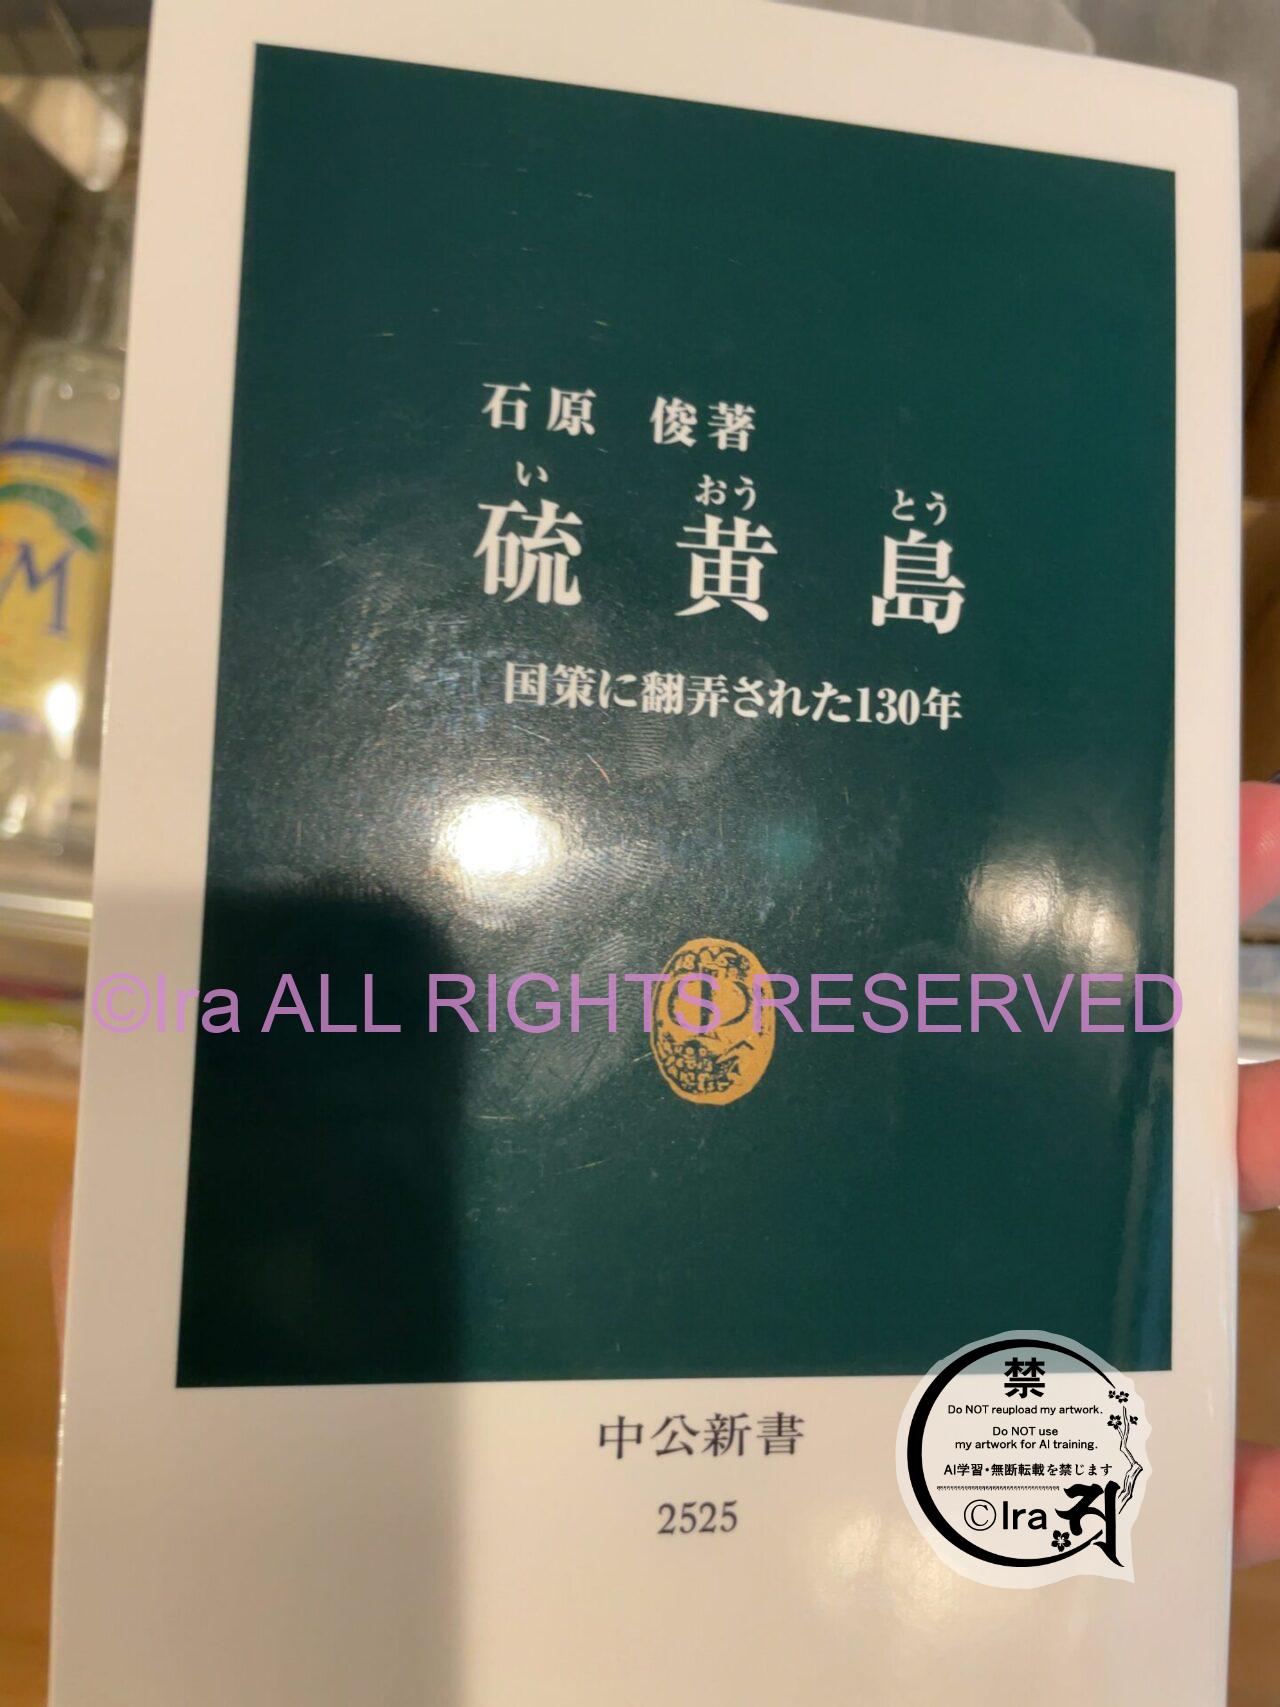 石原 俊著
い おう とう
硫黄島
国策に翻弄された130年
©Ira ALL RIGHTS RESERVED
中公新書
2525
禁
Do NOT reupload my artwork.
Do NOT use
my artwork for AI training.
AI学習・無断転載を禁じます
©Ira